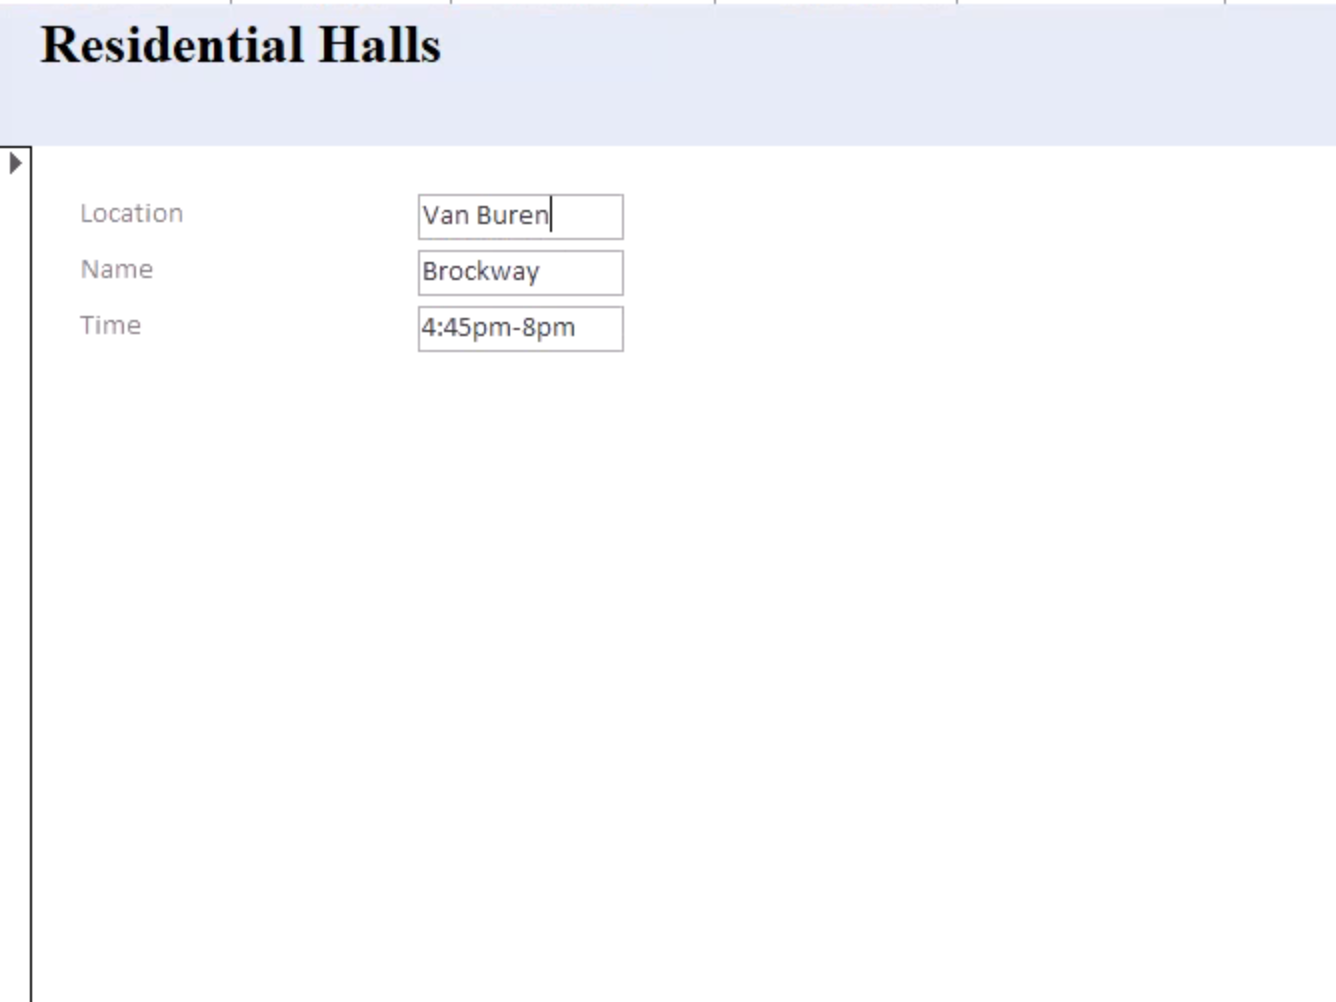 Residential Halls
Location Van Buren
Name Brockway
Time 4:45pm-8pm